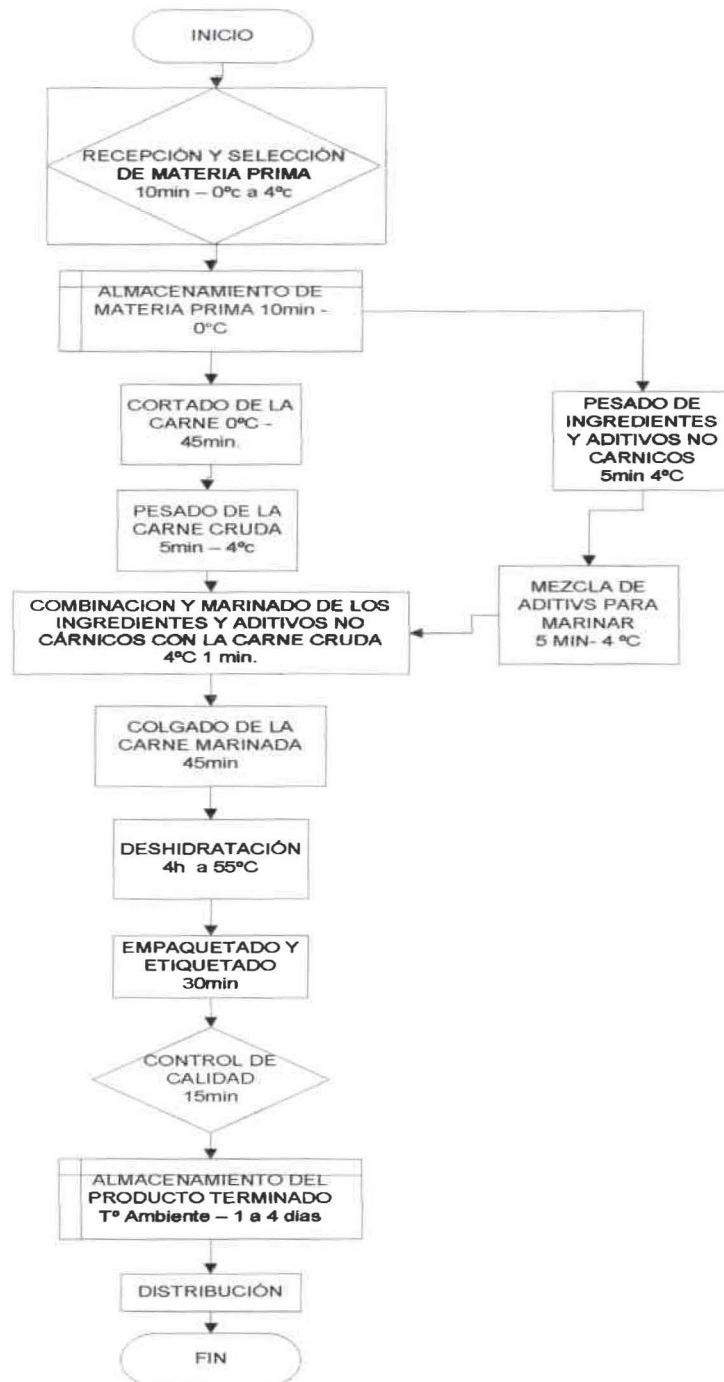 INICIO
RECEPCIÓN Y SELECCIÓN
DE MATERIA PRIMA
10min – 0ºc a 4ºc
ALMACENAMIENTO DE
MATERIA PRIMA 10min -
0°C
CORTADO DE LA
CARNE 0ºC -
45min.
PESADO DE
INGREDIENTES
Y ADITIVOS NO
CARNICOS
5min 4ºC
PESADO DE LA
CARNE CRUDA
5min – 4ºc
MEZCLA DE
ADITIVS PARA
MARINAR
5 MIN- 4 ºC
COMBINACION Y MARINADO DE LOS
INGREDIENTES Y ADITIVOS NO
CÁRNICOS CON LA CARNE CRUDA
4ºC 1 min.
COLGADO DE LA
CARNE MARINADA
45min
DESHIDRATACIÓN
4h a 55ºC
EMPAQUETADO Y
ETIQUETADO
30min
CONTROL DE
CALIDAD
15min
ALMACENAMIENTO DEL
PRODUCTO TERMINADO
Tº Ambiente – 1 a 4 dias
DISTRIBUCIÓN
FIN